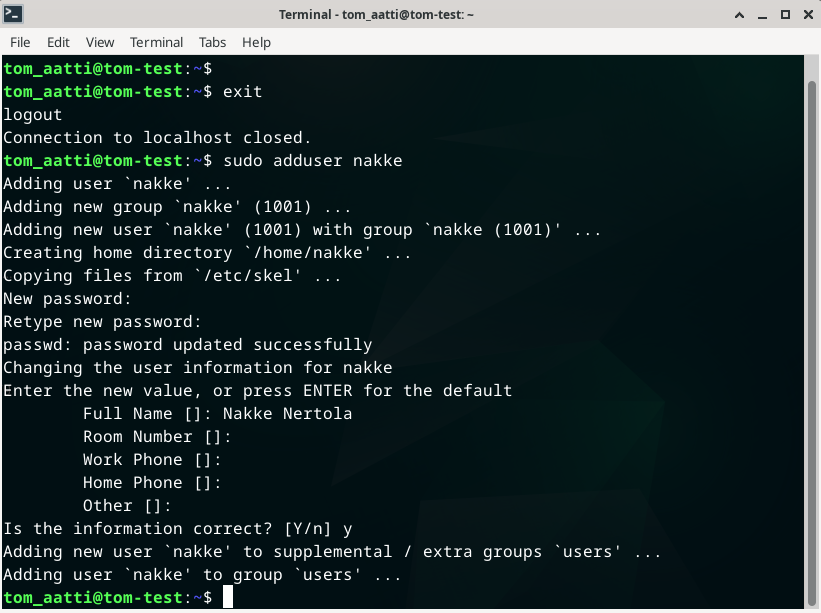 Terminal - tom_aatti@tom-test: ~
File Edit View Terminal Tabs Help
tom_aatti@tom-test:~$
tom_aatti@tom-test:~$ exit
logout
Connection to localhost closed.
tom_aatti@tom-test:~$ sudo adduser nakke
Adding user `nakke' ...
Adding new group `nakke' (1001) ...
Adding new user `nakke' (1001) with group `nakke (1001)' ...
Creating home directory `/home/nakke' ...
Copying files from `/etc/skel' ...
New password:
Retype new password:
passwd: password updated successfully
Changing the user information for nakke
Enter the new value, or press ENTER for the default
        Full Name []: Nakke Nertola
        Room Number []:
        Work Phone []:
        Home Phone []:
        Other []:
Is the information correct? [Y/n] y
Adding new user `nakke' to supplemental / extra groups `users' ...
Adding user `nakke' to group `users' ...
tom_aatti@tom-test:~$